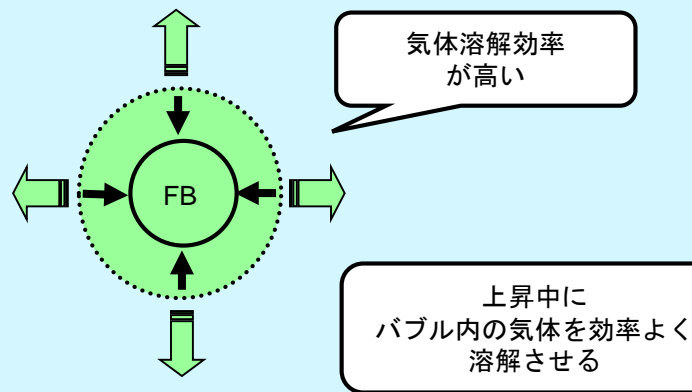 気体溶解効率
が高い
FB
上昇中に
バブル内の気体を効率よく
溶解させる